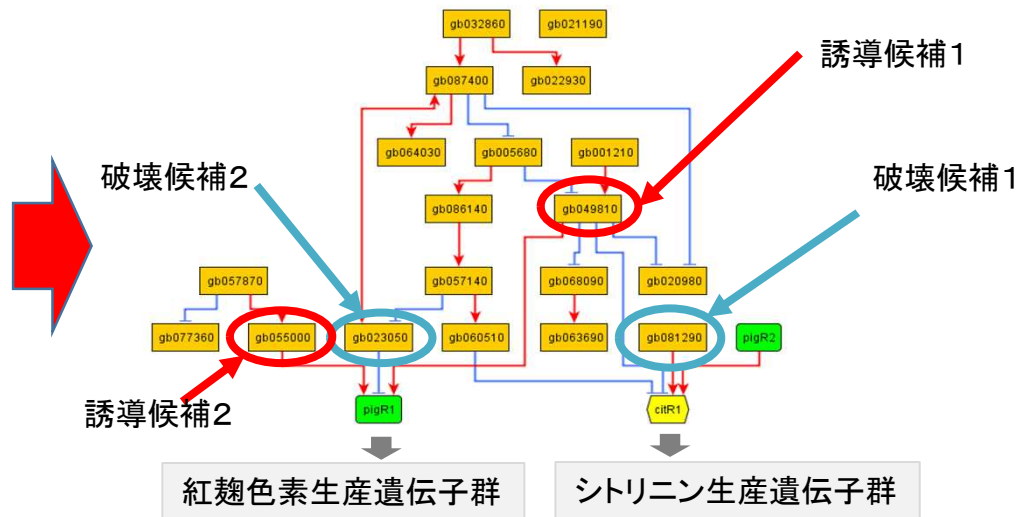 gb032860
gb021190
誘導候補1
gb087400
gb022930
gb064030
gb005680
gb001210
破壊候補2
破壊候補1
gb086140
gb049810
gb057870
gb057140
gb068090
gb020980
gb077360
gb055000
gb023050
gb060510
gb063690
gb081290
pigR2
誘導候補2
pigR1
citR1
紅麹色素生産遺伝子群
シトリニン生産遺伝子群